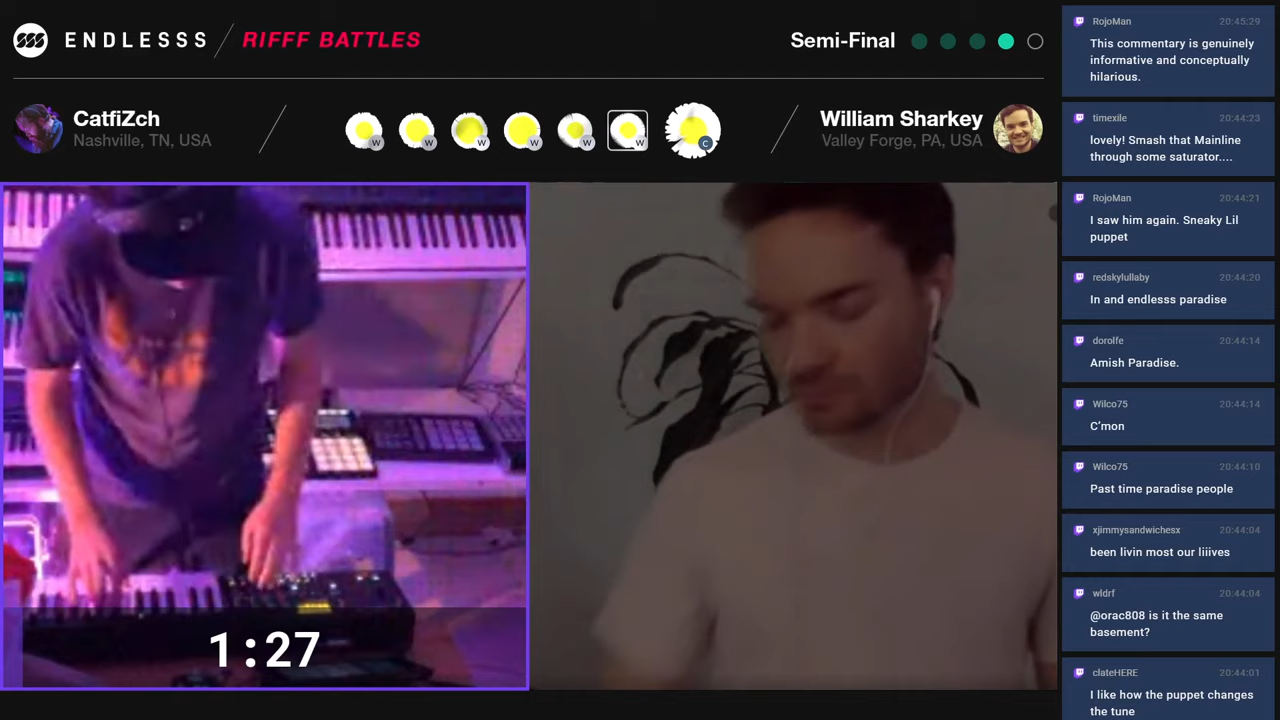 ENDLESSS / RIFFF BATTLES
Semi-Final
CatfiZch
Nashville, TN, USA
W
W
W
W
W
W
C
William Sharkey
Valley Forge, PA, USA
1:27
RojoMan 20:45:29
This commentary is genuinely
informative and conceptually
hilarious.
timexile 20:44:23
lovely! Smash that Mainline
through some saturator....
RojoMan 20:44:21
I saw him again. Sneaky Lil
puppet
redskylullaby 20:44:20
In and endlesss paradise
dorolfe 20:44:14
Amish Paradise.
Wilco75 20:44:14
C'mon
Wilco75 20:44:10
Past time paradise people
xjimmysandwichesx 20:44:04
been livin most our liiives
wldrf 20:44:04
@orac808 is it the same
basement?
clateHERE 20:44:01
I like how the puppet changes
the tune